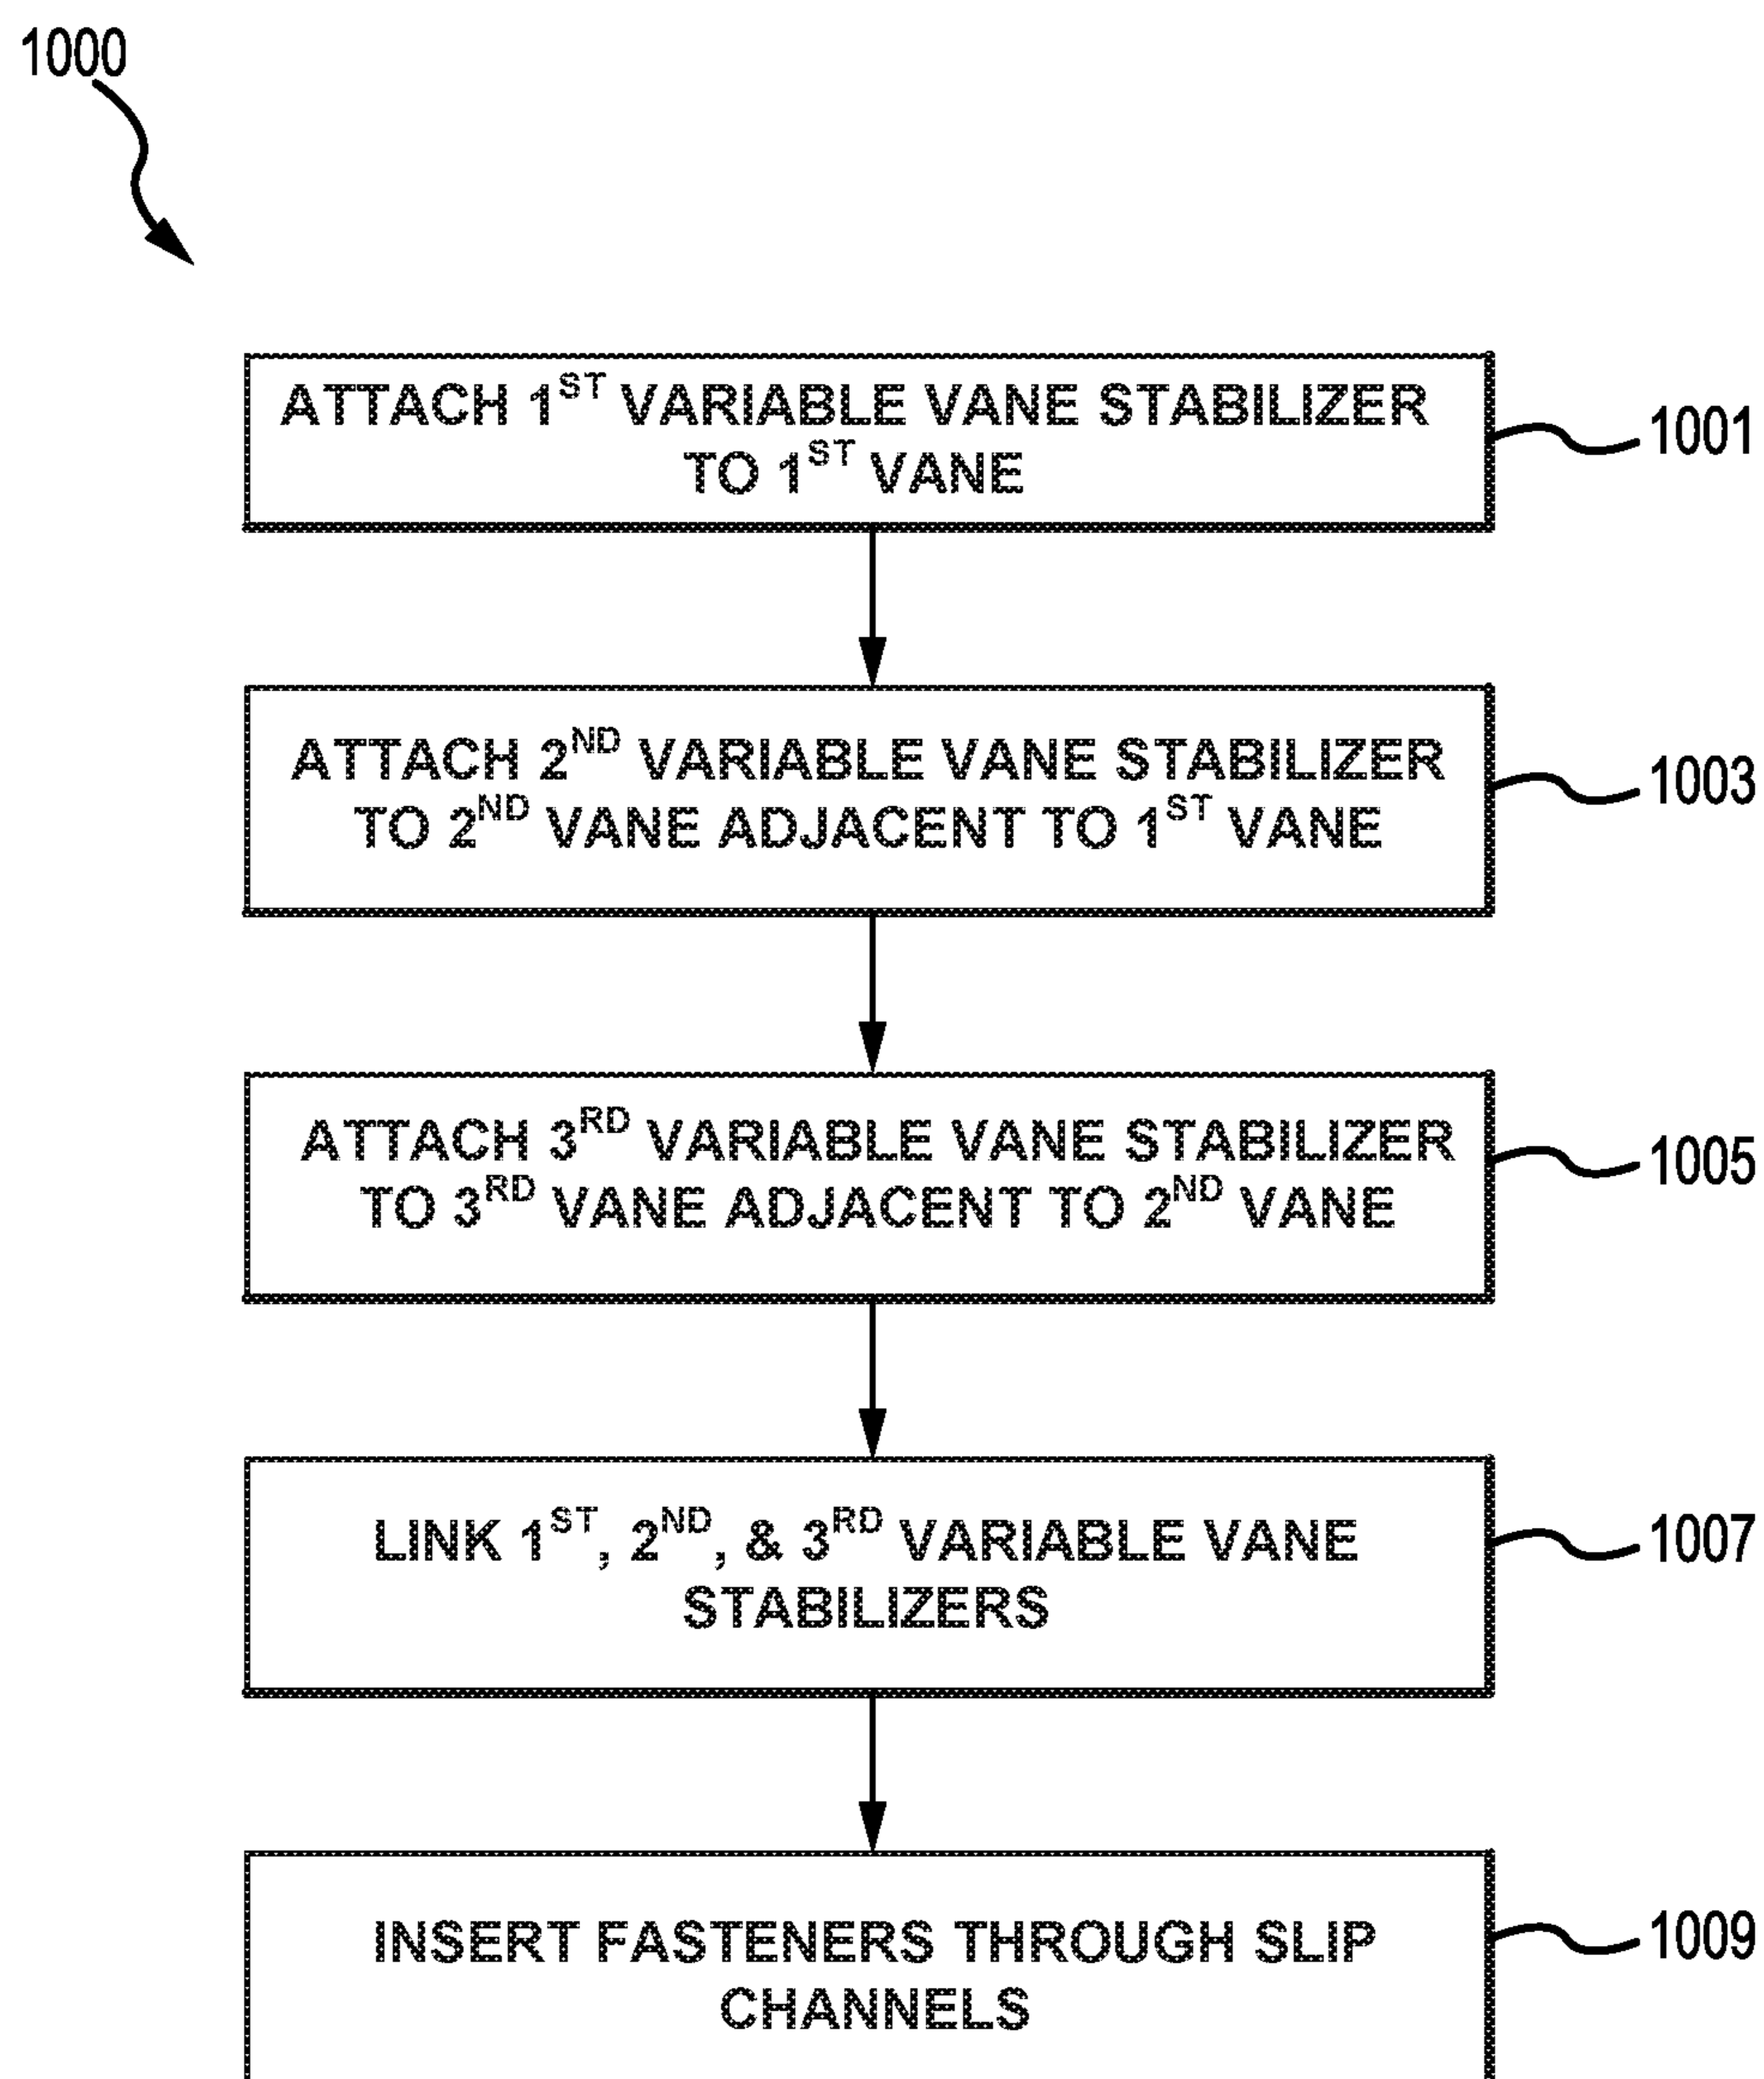 1000
ATTACH 1ST VARIABLE VANE STABILIZER
TO 1ST VANE
1001
ATTACH 2ND VARIABLE VANE STABILIZER
TO 2ND VANE ADJACENT TO 1ST VANE
1003
ATTACH 3RD VARIABLE VANE STABILIZER
TO 3RD VANE ADJACENT TO 2ND VANE
1005
LINK 1ST, 2ND, & 3RD VARIABLE VANE
STABILIZERS
1007
INSERT FASTENERS THROUGH SLIP
CHANNELS
1009